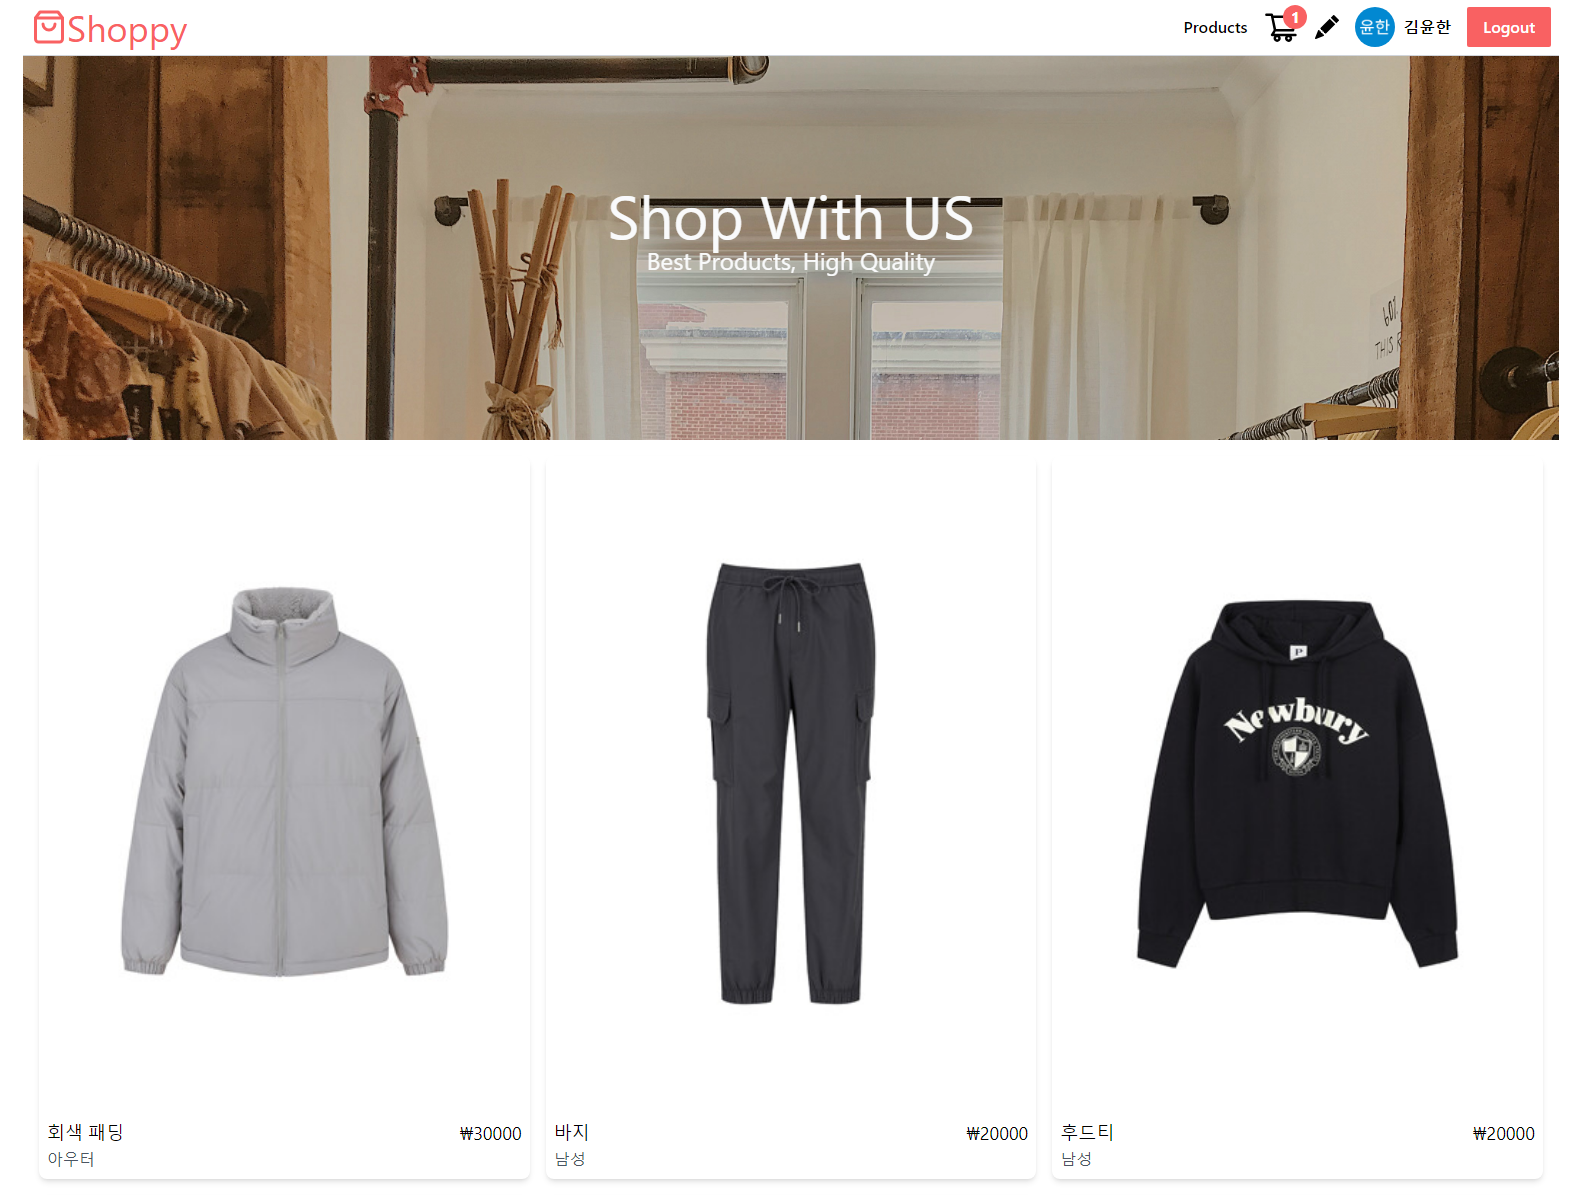 Shoppy
Products
1
윤한
김윤한
Logout
Shop With US
Best Products, High Quality
THIS
P
Newbury
회색 패딩
₩30000
아우터
바지
₩20000
남성
후드티
₩20000
남성